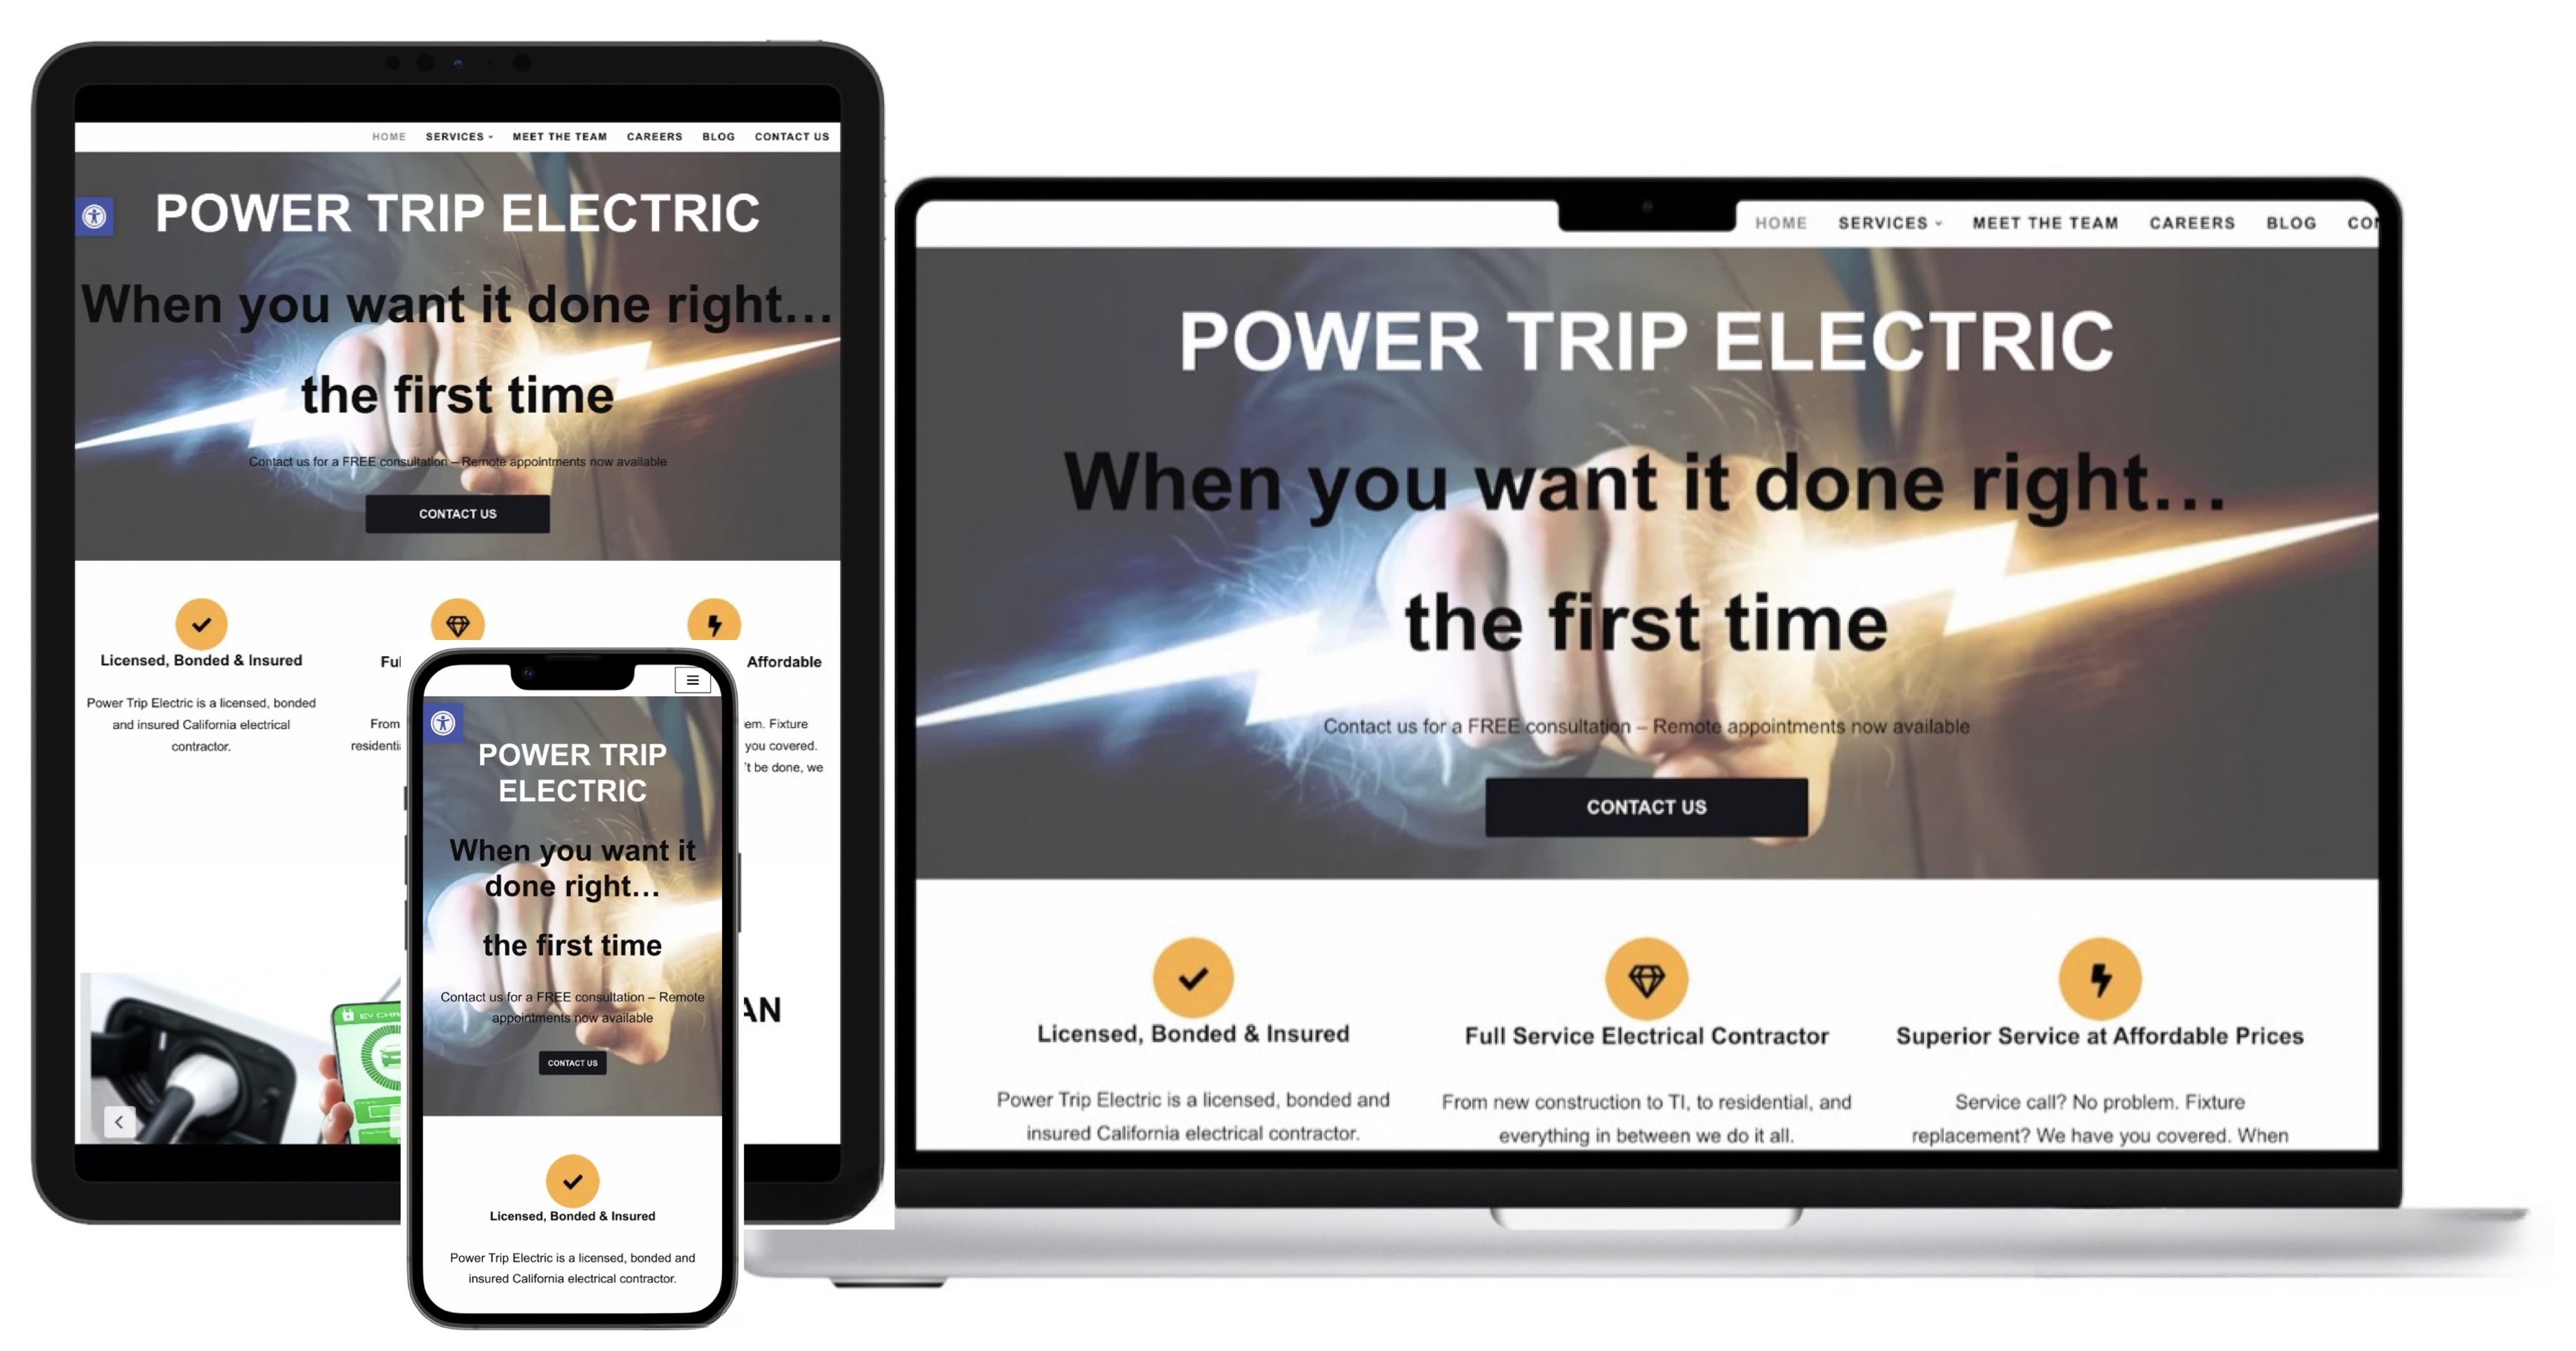 HOME SERVICES MEET THE TEAM CAREERS BLOG CONTACT US
POWER TRIP ELECTRIC
When you want it done right...
the first time
Contact us for a FREE consultation – Remote appointments now available
CONTACT US
Licensed, Bonded & Insured
Affordable
Power Trip Electric is a licensed, bonded
and insured California electrical
contractor.
From
em. Fixture
you covered.
't be done, we
EV
POWER TRIP
ELECTRIC
When you want it
done right...
the first time
Contact us for a FREE consultation – Remote
appointments now available
CONTACT US
Licensed, Bonded & Insured
Power Trip Electric is a licensed, bonded and
insured California electrical contractor.
HOME SERVICES MEET THE TEAM CAREERS BLOG
POWER TRIP ELECTRIC
When you want it done right...
the first time
Contact us for a FREE consultation – Remote appointments now available
CONTACT US
Licensed, Bonded & Insured
Power Trip Electric is a licensed, bonded and
insured California electrical contractor.
Full Service Electrical Contractor
From new construction to TI, to residential, and
everything in between we do it all.
Superior Service at Affordable Prices
Service call? No problem. Fixture
replacement? We have you covered. When